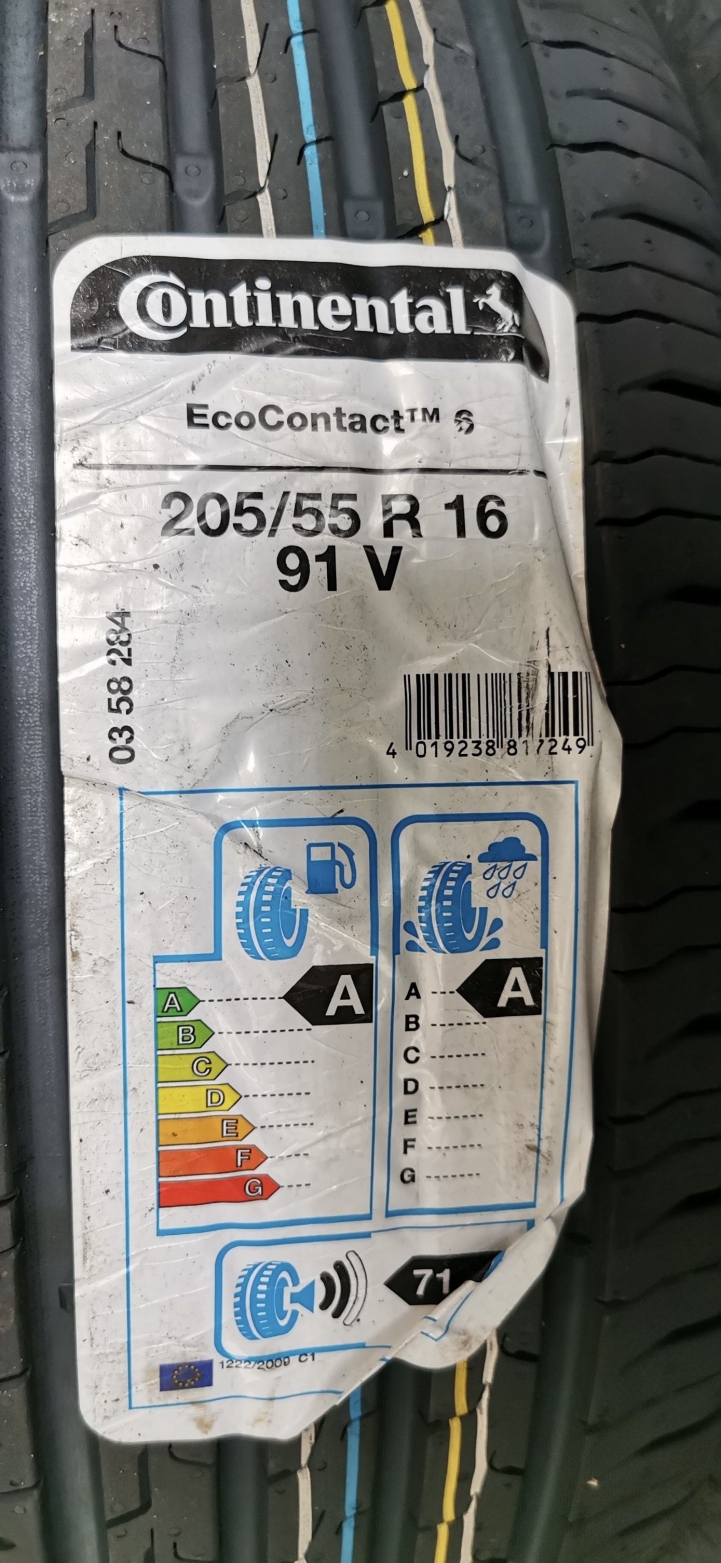 Continental
EcoContact™ 6
205/55 R 16
91 V
03 58 284
4 019238 817249
A A
B
C
D
E
F
G
A A
B
C
D
E
F
G
71
1222/2009 C1